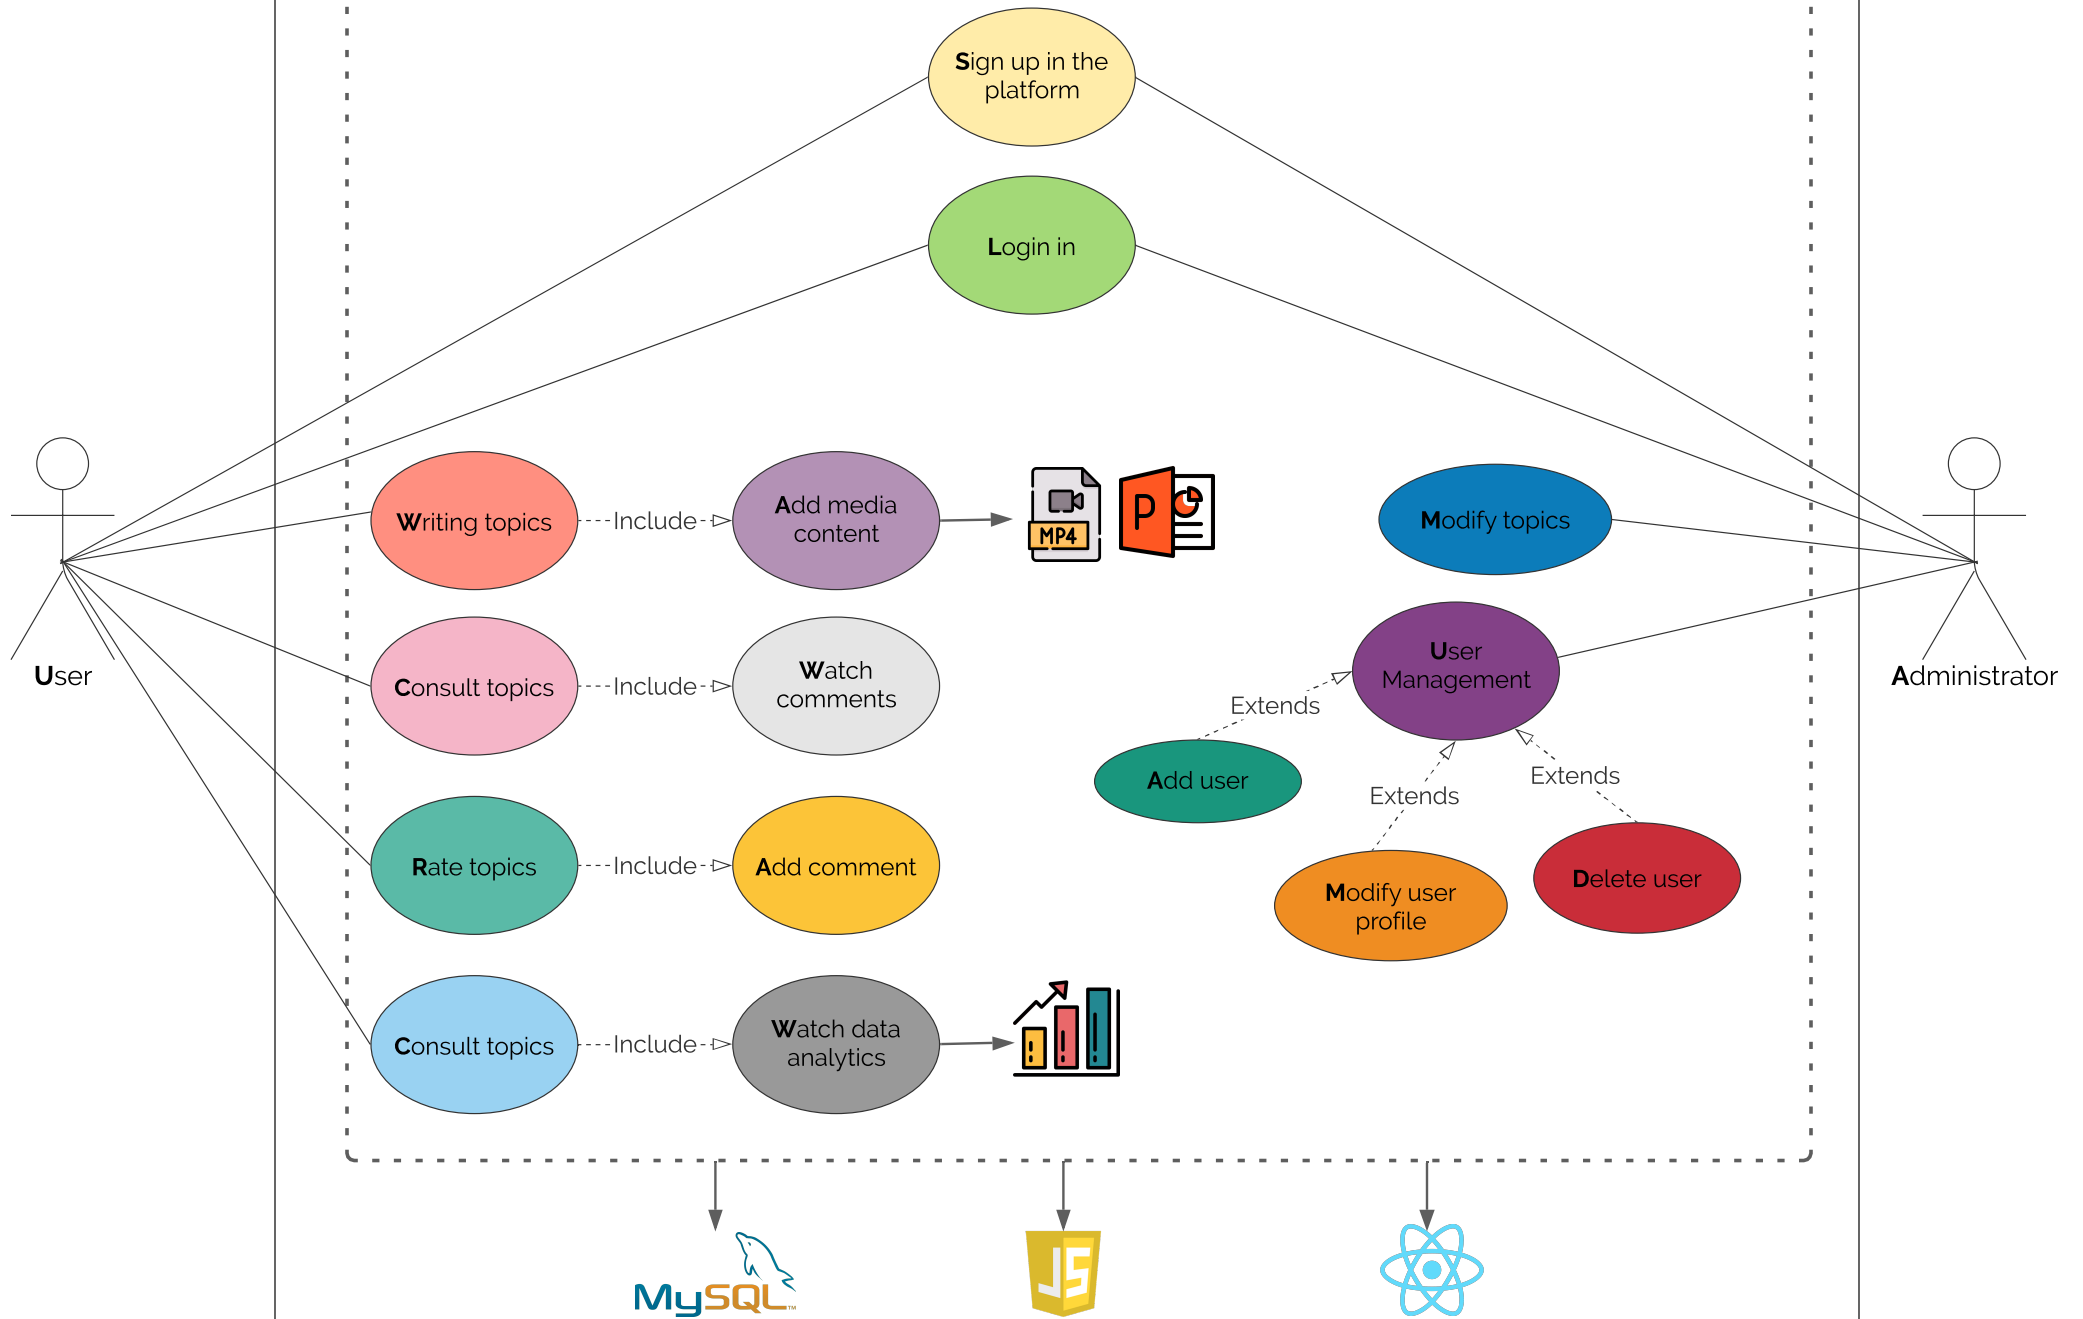 Sign up in the
platform
Login in
Writing topics
Include
Add media
content
MP4
P
Modify topics
User
Administrator
Consult topics
Include
Watch
comments
User
Management
Extends
Add user
Extends
Extends
Rate topics
Include
Add comment
Modify user
profile
Delete user
Consult topics
Include
Watch data
analytics
MySQL™
JS